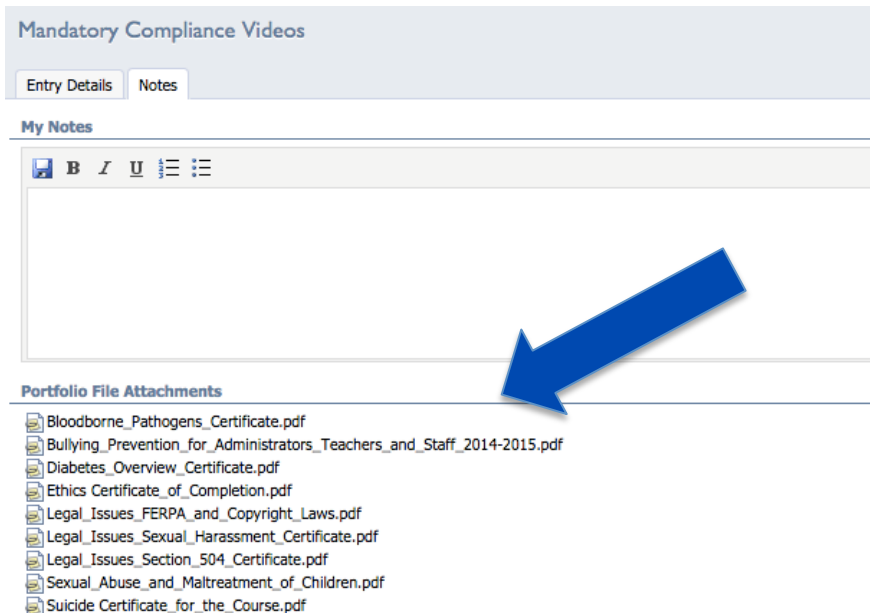 Mandatory Compliance Videos
Entry Details Notes
My Notes
B I U
Portfolio File Attachments
Bloodborne_Pathogens_Certificate.pdf
Bullying_Prevention_for_Administrators_Teachers_and_Staff_2014-2015.pdf
Diabetes_Overview_Certificate.pdf
Ethics Certificate_of_Completion.pdf
Legal_Issues_FERPA_and_Copyright_Laws.pdf
Legal_Issues_Sexual_Harassment_Certificate.pdf
Legal_Issues_Section_504_Certificate.pdf
Sexual_Abuse_and_Maltreatment_of_Children.pdf
Suicide Certificate_for_the_Course.pdf